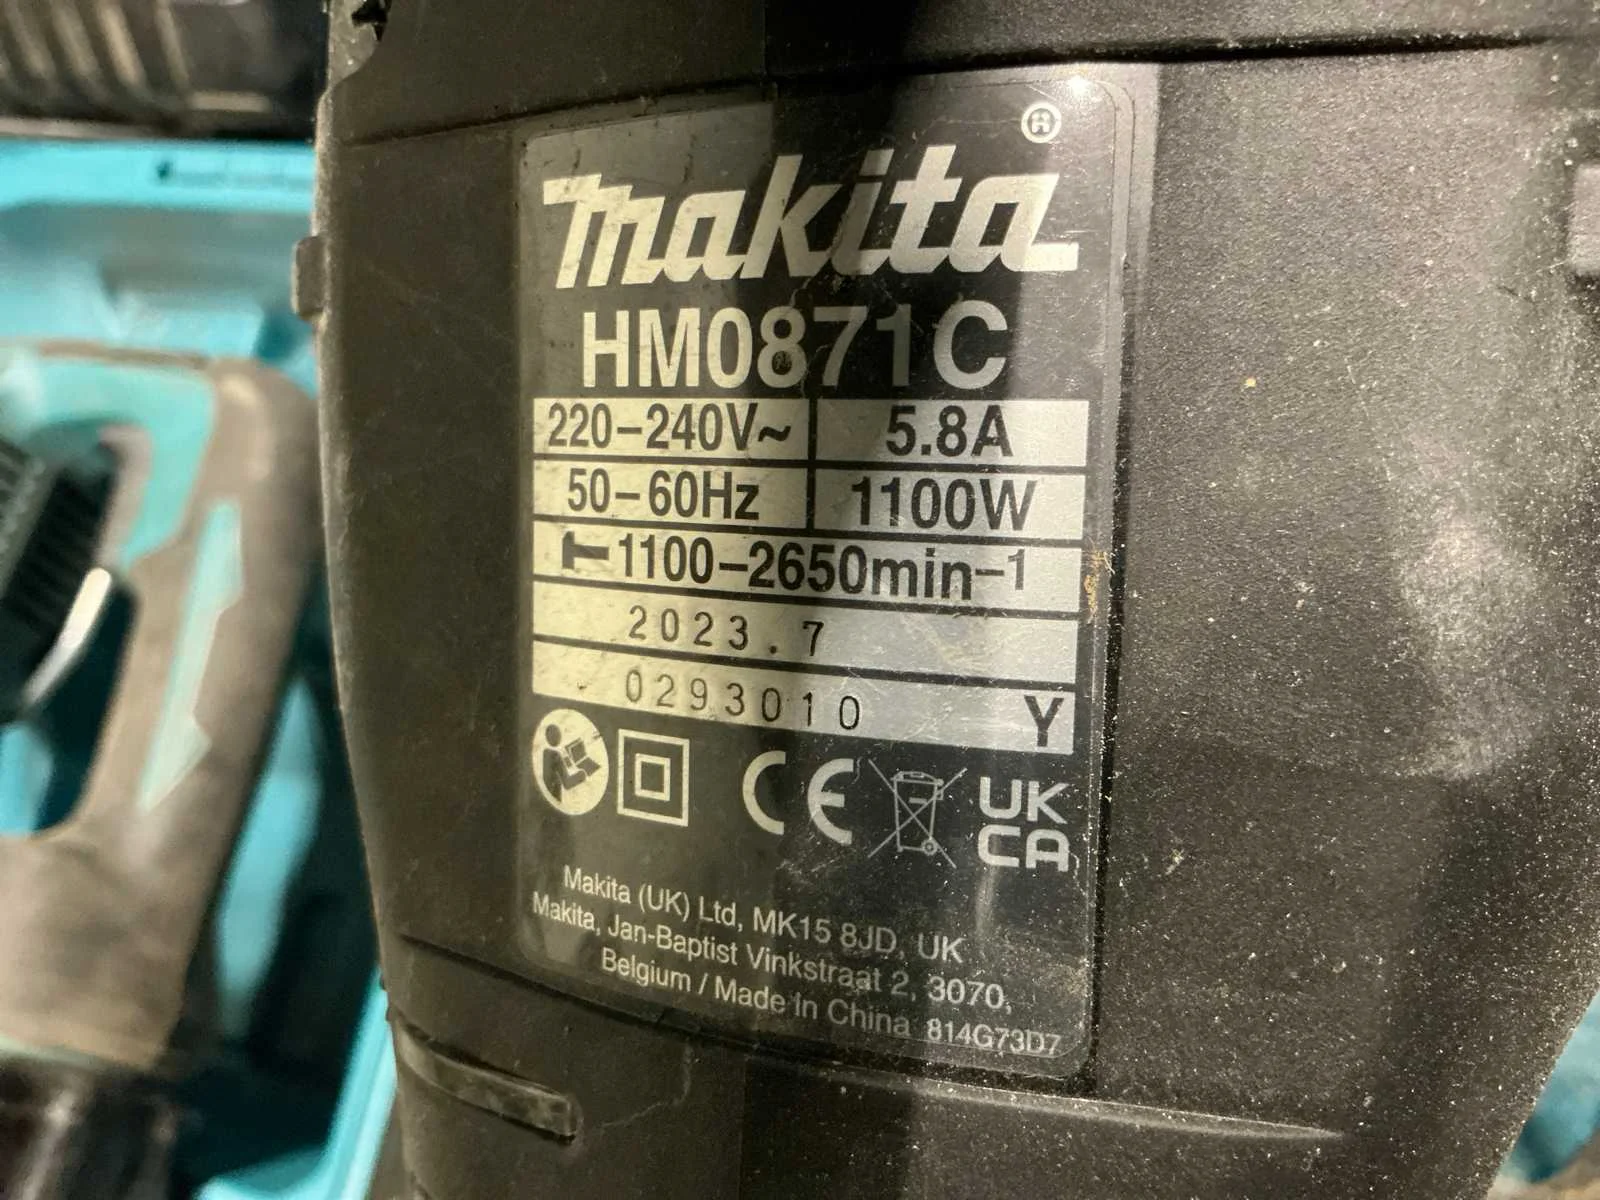 makita®
HM0871C
220-240V~ 5.8A
50-60Hz 1100W
1100-2650min-1
2023.7
0293010 Y
CE UK
CA
Makita (UK) Ltd, MK15 8JD, UK
Makita, Jan-Baptist Vinkstraat 2, 3070,
Belgium / Made In China 814G73D7